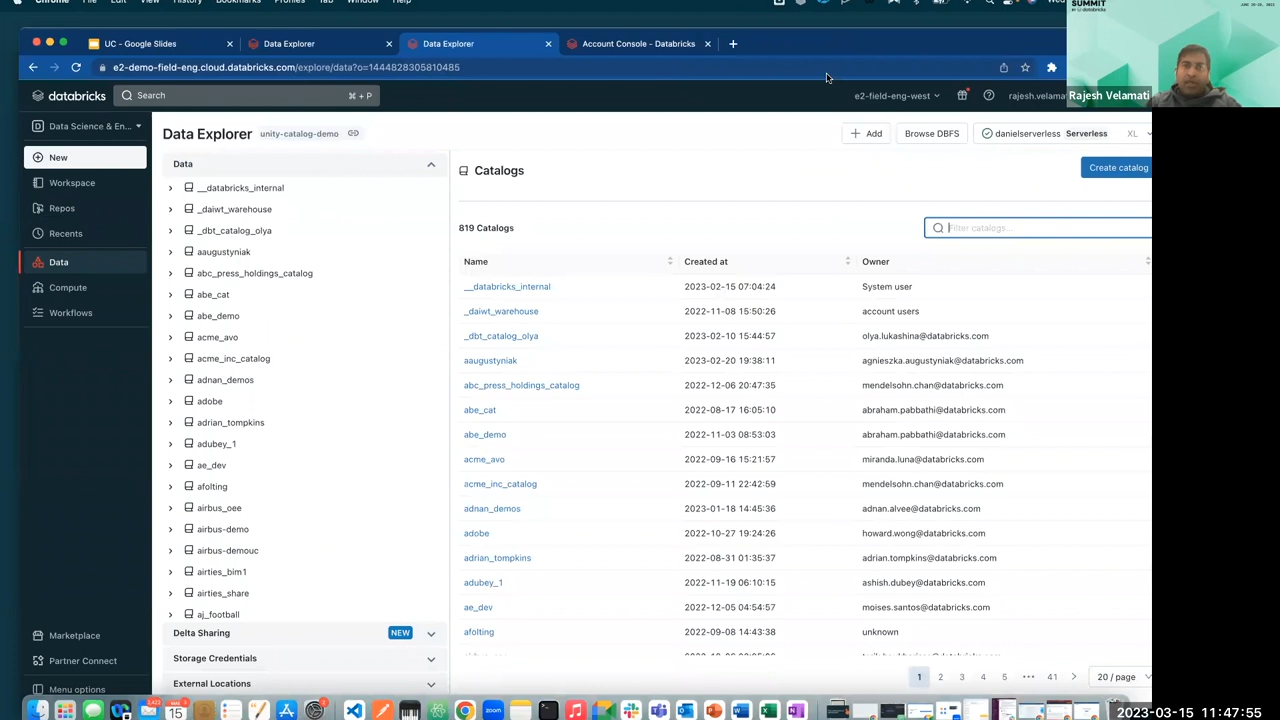 Chrome File Edit View History Bookmarks Profiles Tab Window Help
SUMMIT
BY databricks
UC - Google Slides
Data Explorer
Data Explorer
Account Console - Databricks
e2-demo-field-eng.cloud.databricks.com/explore/data?o=1444828305810485
Rajesh Velamati
databricks
Search
⌘ + P
e2-field-eng-west
rajesh.velama
Data Science & En...
New
Workspace
Repos
Recents
Data
Compute
Workflows
Marketplace
Partner Connect
Menu options
Data Explorer unity-catalog-demo
+ Add
Browse DBFS
danielserverless Serverless XL
Data
__databricks_internal
_daiwt_warehouse
_dbt_catalog_olya
aaugustyniak
abc_press_holdings_catalog
abe_cat
abe_demo
acme_avo
acme_inc_catalog
adnan_demos
adobe
adrian_tompkins
adubey_1
ae_dev
afolting
airbus_oee
airbus-demo
airbus-demouc
airties_bim1
airties_share
aj_football
Delta Sharing NEW
Storage Credentials
External Locations
Catalogs
Create catalog
819 Catalogs
Filter catalogs...
Name Created at Owner
__databricks_internal 2023-02-15 07:04:24 System user
_daiwt_warehouse 2022-11-08 15:50:26 account users
_dbt_catalog_olya 2023-02-10 15:44:57 olya.lukashina@databricks.com
aaugustyniak 2023-02-20 19:38:11 agnieszka.augustyniak@databricks.com
abc_press_holdings_catalog 2022-12-06 20:47:35 mendelsohn.chan@databricks.com
abe_cat 2022-08-17 16:05:10 abraham.pabbathi@databricks.com
abe_demo 2022-11-03 08:53:03 abraham.pabbathi@databricks.com
acme_avo 2022-09-16 15:21:57 miranda.luna@databricks.com
acme_inc_catalog 2022-09-11 22:42:59 mendelsohn.chan@databricks.com
adnan_demos 2023-01-18 14:45:36 adnan.alvee@databricks.com
adobe 2022-10-27 19:24:26 howard.wong@databricks.com
adrian_tompkins 2022-08-31 01:35:37 adrian.tompkins@databricks.com
adubey_1 2022-11-19 06:10:15 ashish.dubey@databricks.com
ae_dev 2022-12-05 04:54:57 moises.santos@databricks.com
afolting 2022-09-08 14:43:38 unknown
1 2 3 4 5 ••• 41 > 20 / page
MAR 15
zoom
2023-03-15 11:47:55